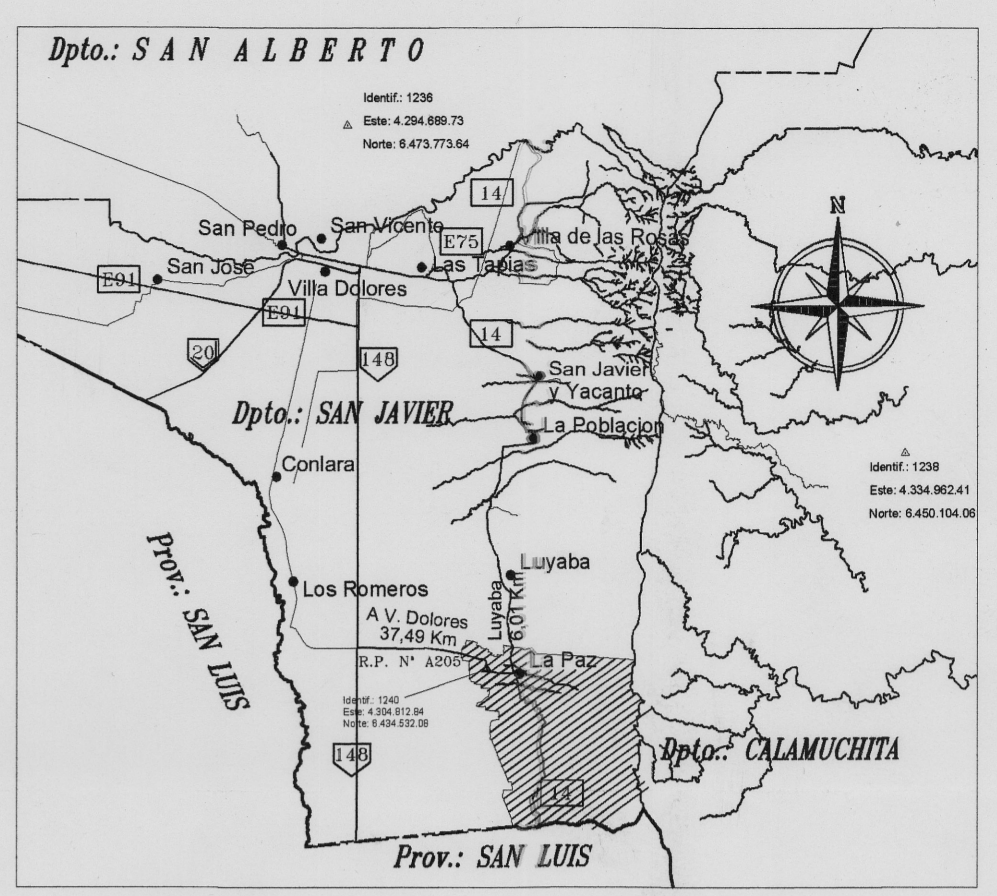 Dpto.: SAN ALBERTO
Identif.: 1236
Este: 4.294.689.73
Norte: 6.473.773.64
14
N
San Pedro
San Vicente
E75
Villa de las Rosas
E91
San Jose
Las Tapias
Villa Dolores
E91
14
20
148
San Javier
y Yacanto
Dpto.: SAN JAVIER
La Poblacion
Conlara
Identif.: 1238
Este: 4.334.962.41
Norte: 6.450.104.06
Prov.: SAN LUIS
Luyaba
Los Romeros
Luyaba
6,01 Km
A V. Dolores
37,49 Km
R.P. N° A205
La Paz
Identif.: 1240
Este: 4.304.812.84
Norte: 6.434.532.08
148
Dpto.: CALAMUCHITA
14
Prov.: SAN LUIS